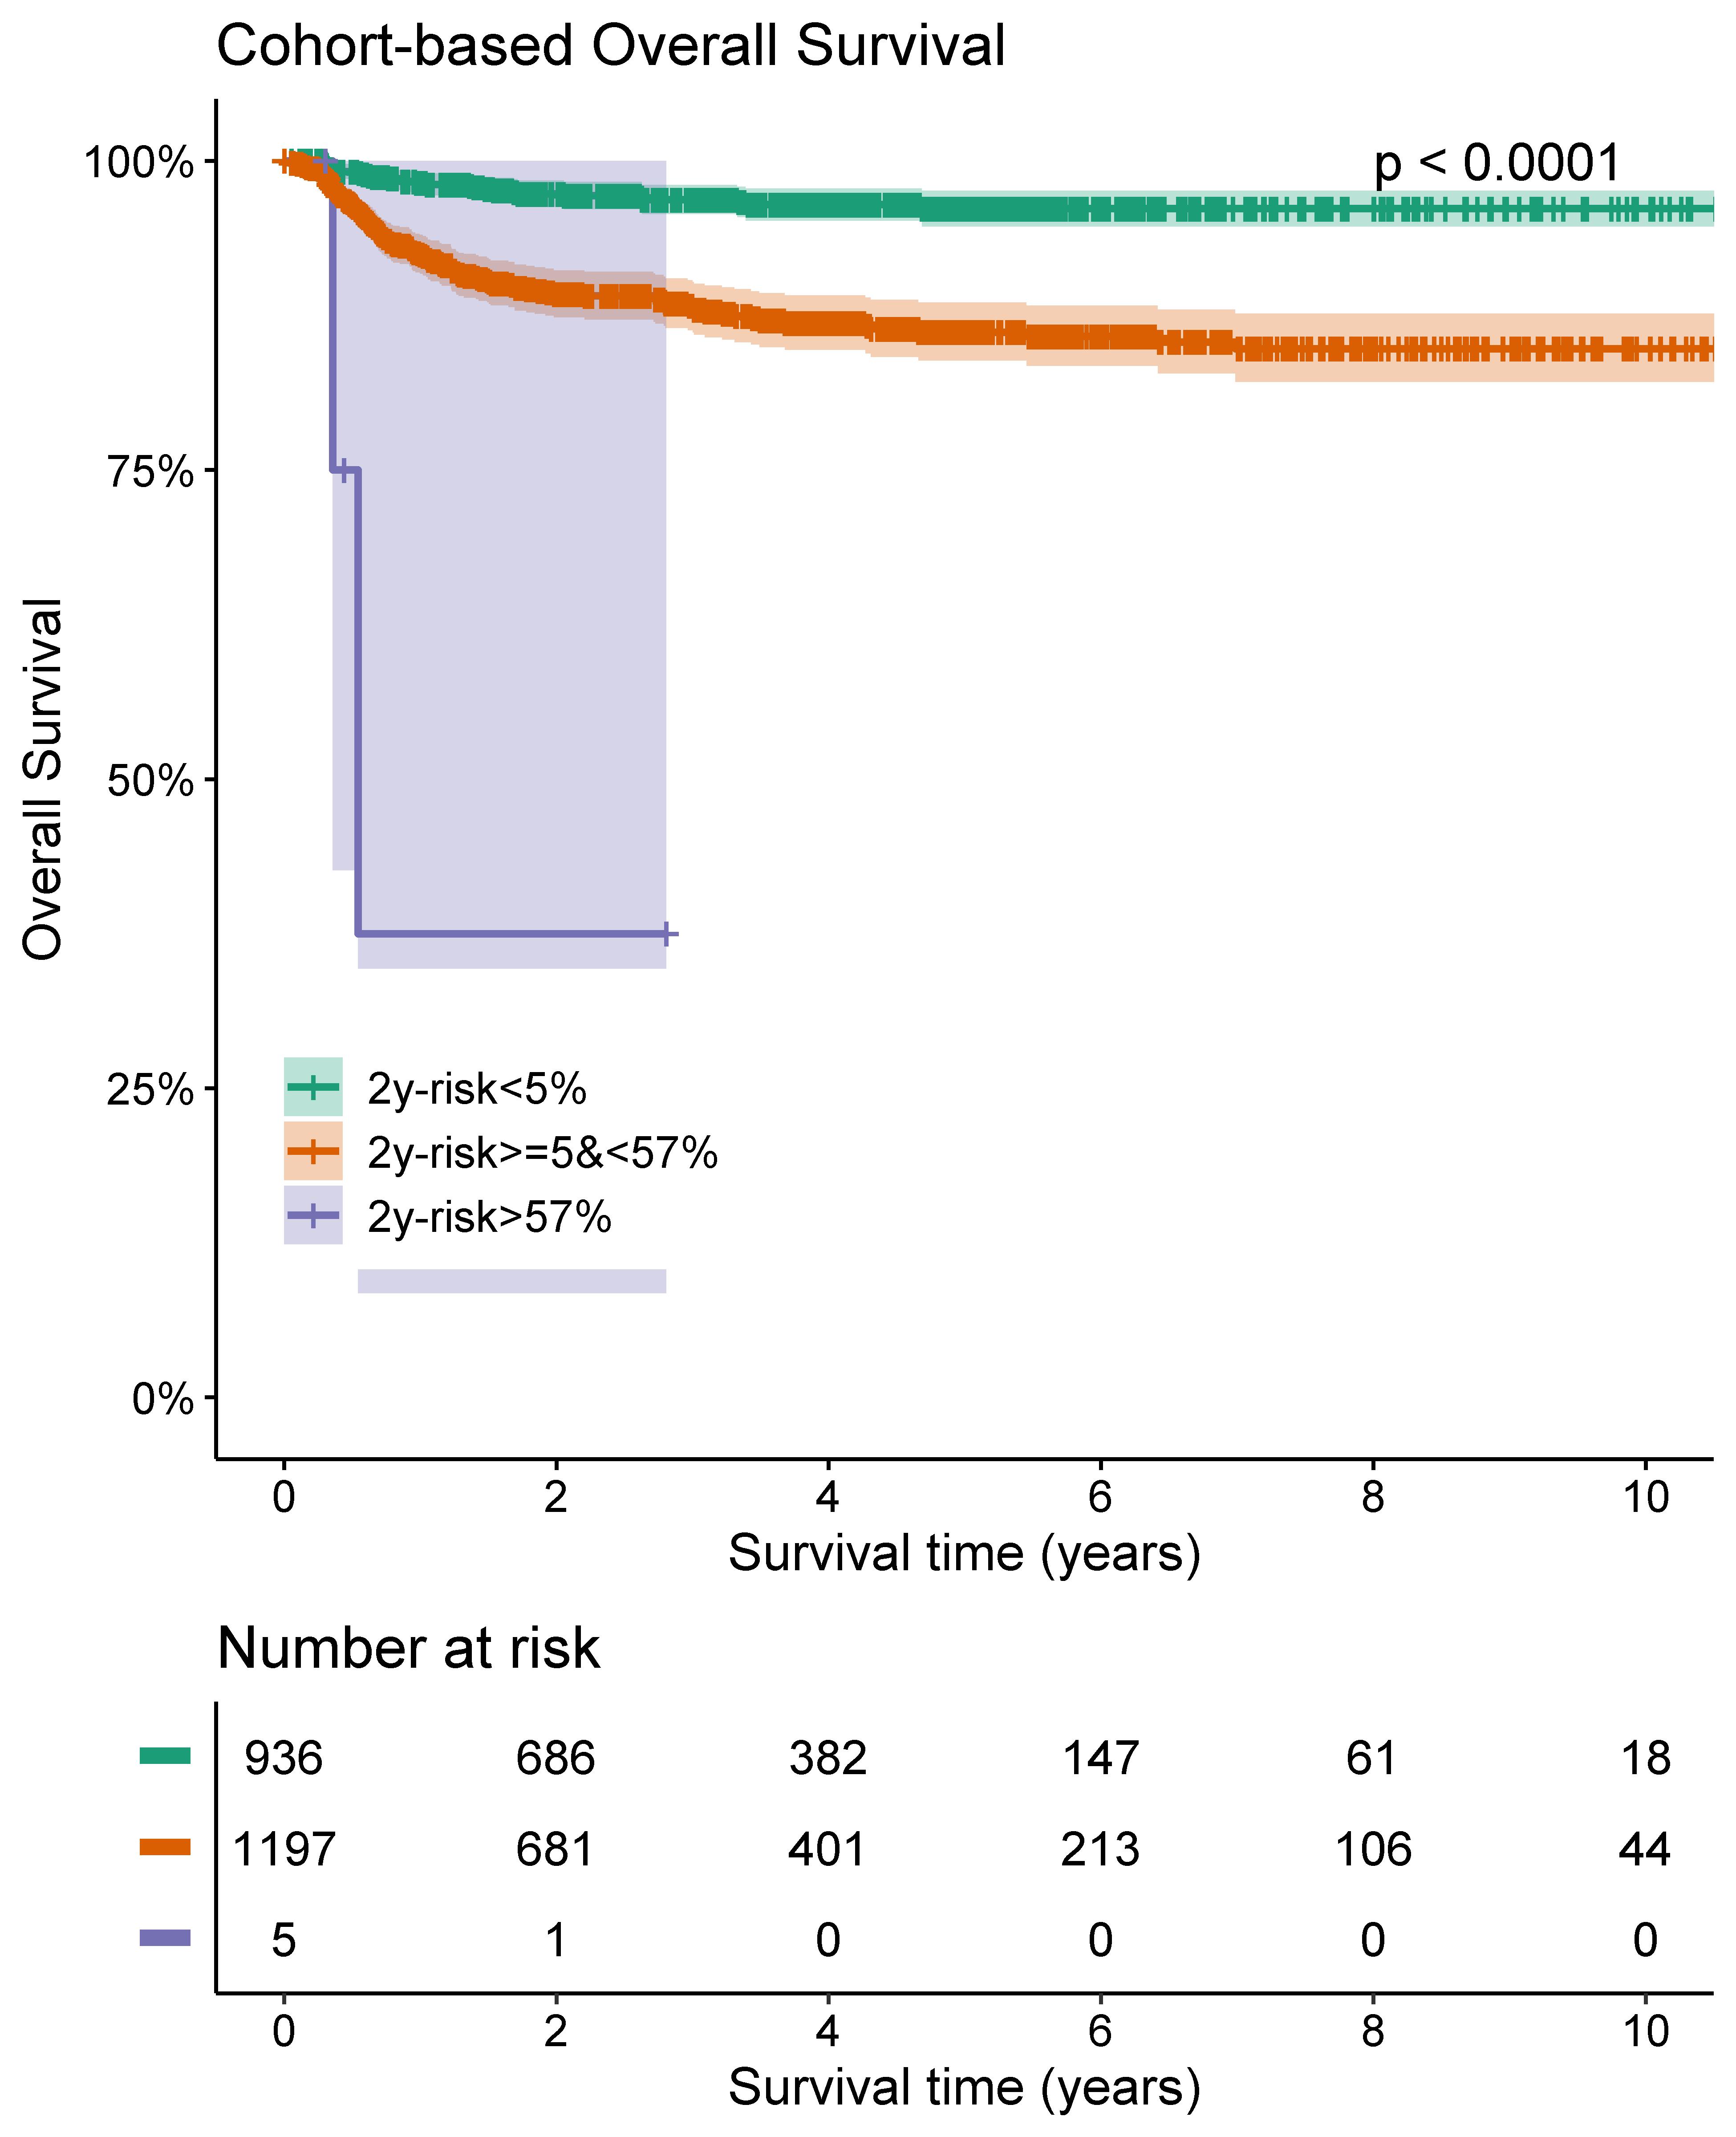 Cohort-based Overall Survival
p < 0.0001
100%
75%
50%
25%
0%
Overall Survival
2y-risk<5%
2y-risk>=5&<57%
2y-risk>57%
0 2 4 6 8 10
Survival time (years)
Number at risk
936 686 382 147 61 18
1197 681 401 213 106 44
5 1 0 0 0 0
0 2 4 6 8 10
Survival time (years)